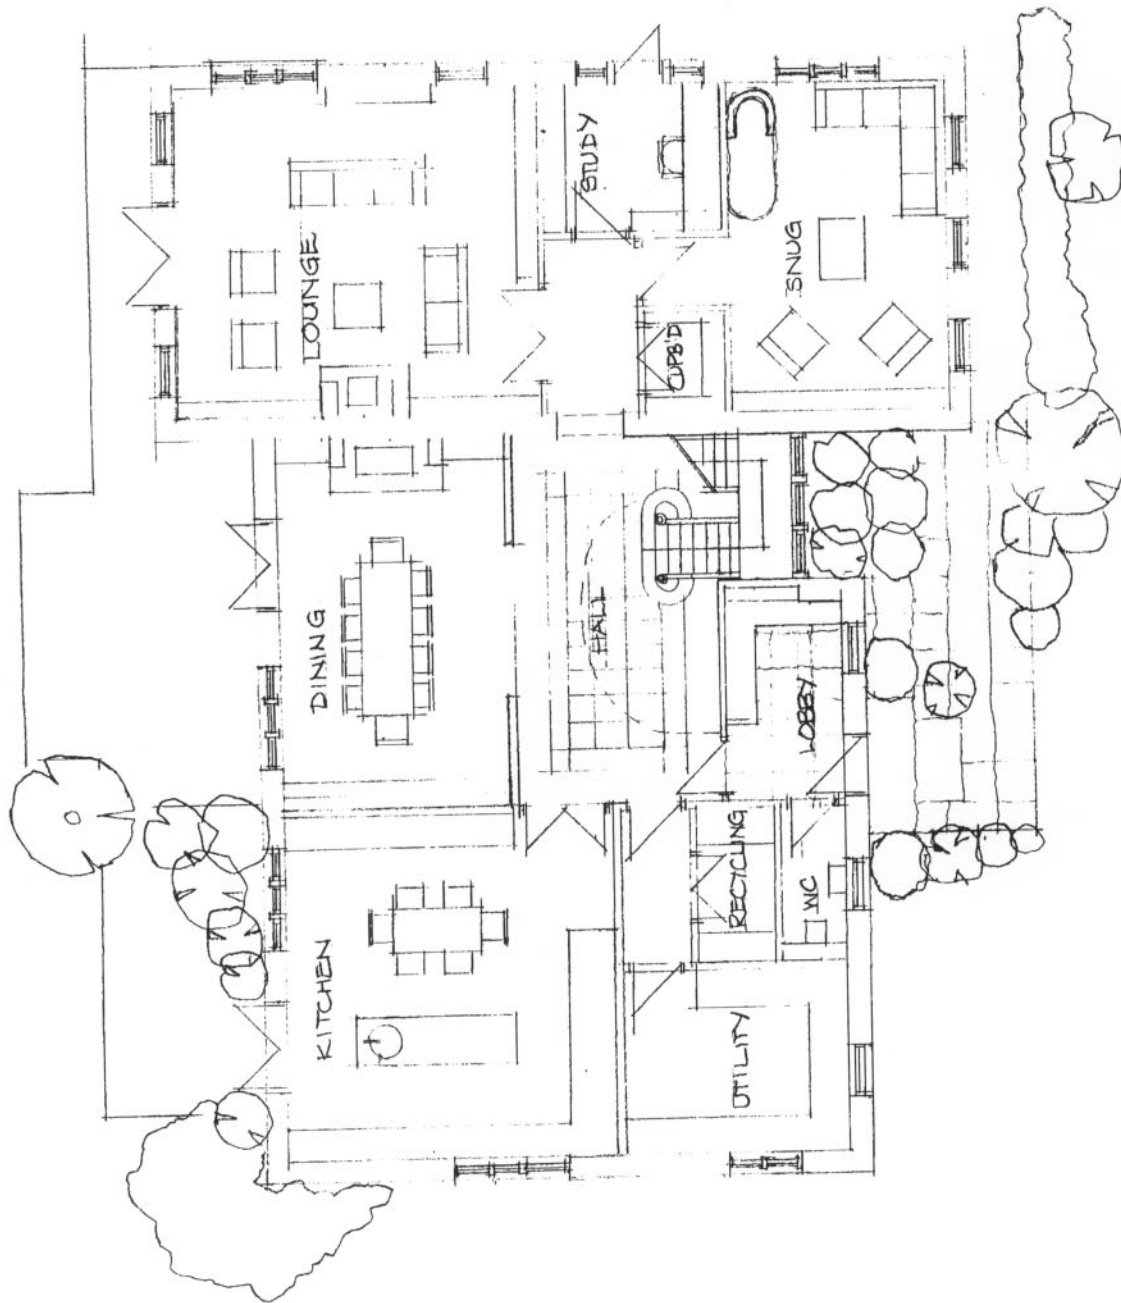 LOUNGE
STUDY
SNUG
CUPB'D
DINING
HALL
LOBBY
KITCHEN
RECYCLING
WC
UTILITY